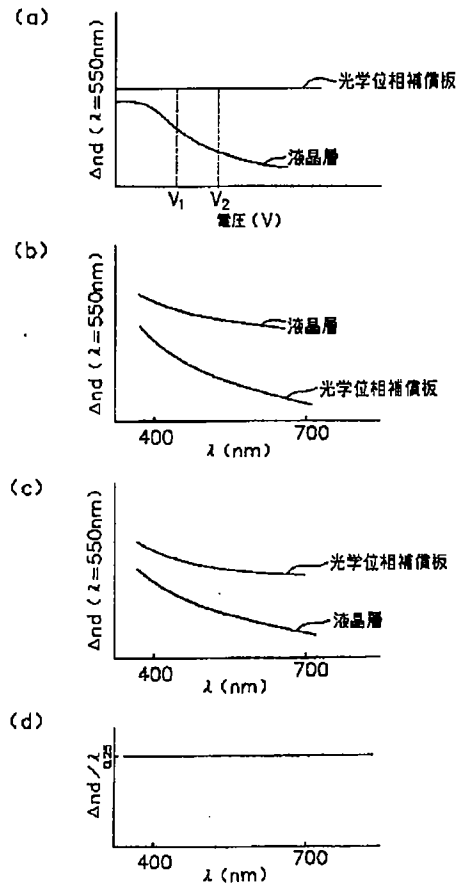 (a)
Δnd (λ=550nm)
光学位相補償板
液晶層
V1 V2
電圧(V)
(b)
Δnd (λ=550nm)
液晶層
光学位相補償板
400 700
λ (nm)
(c)
Δnd (λ=550nm)
光学位相補償板
液晶層
400 700
λ (nm)
(d)
Δnd/λ
0.25
400 700
λ (nm)